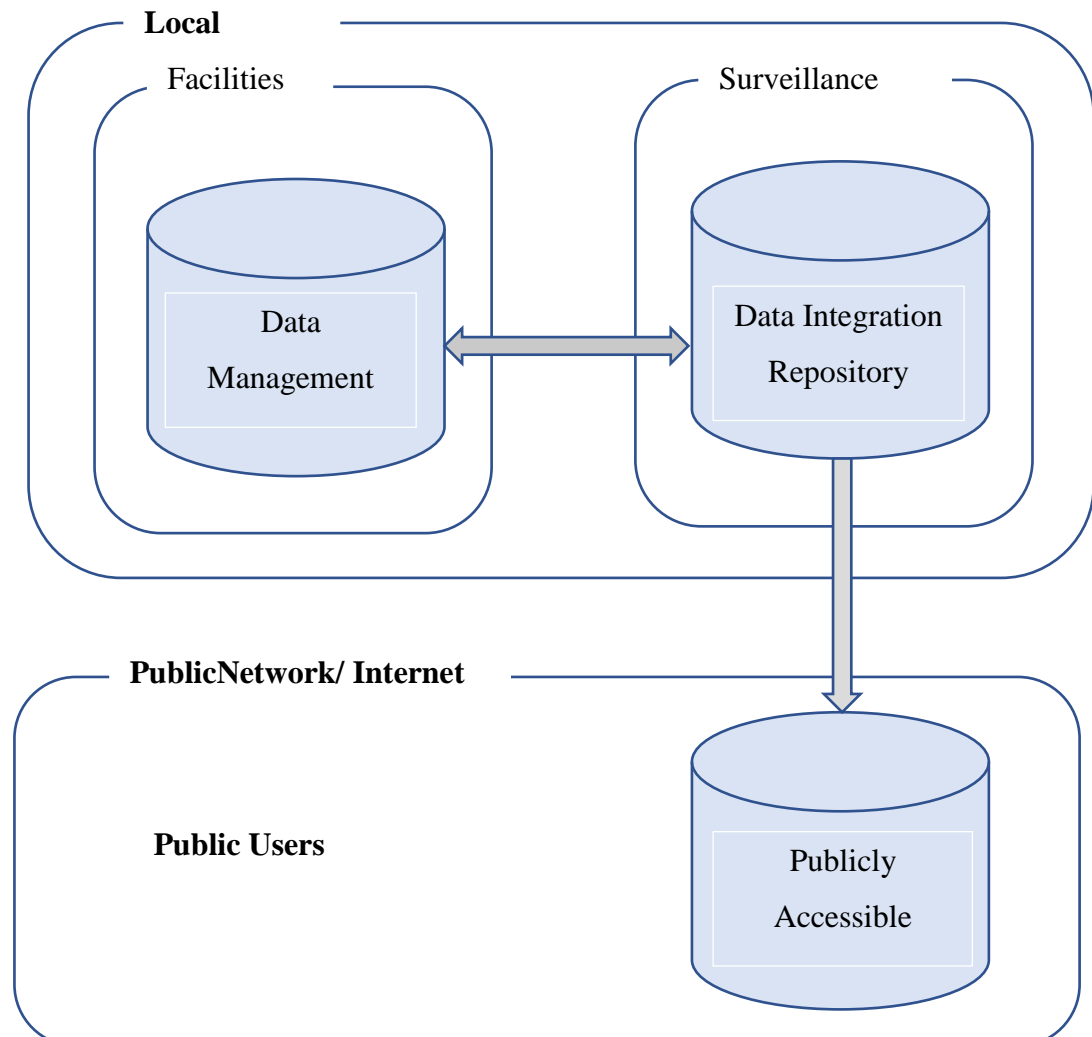 Local
Facilities
Surveillance
Data
Management
Data Integration
Repository
PublicNetwork/ Internet
Public Users
Publicly
Accessible